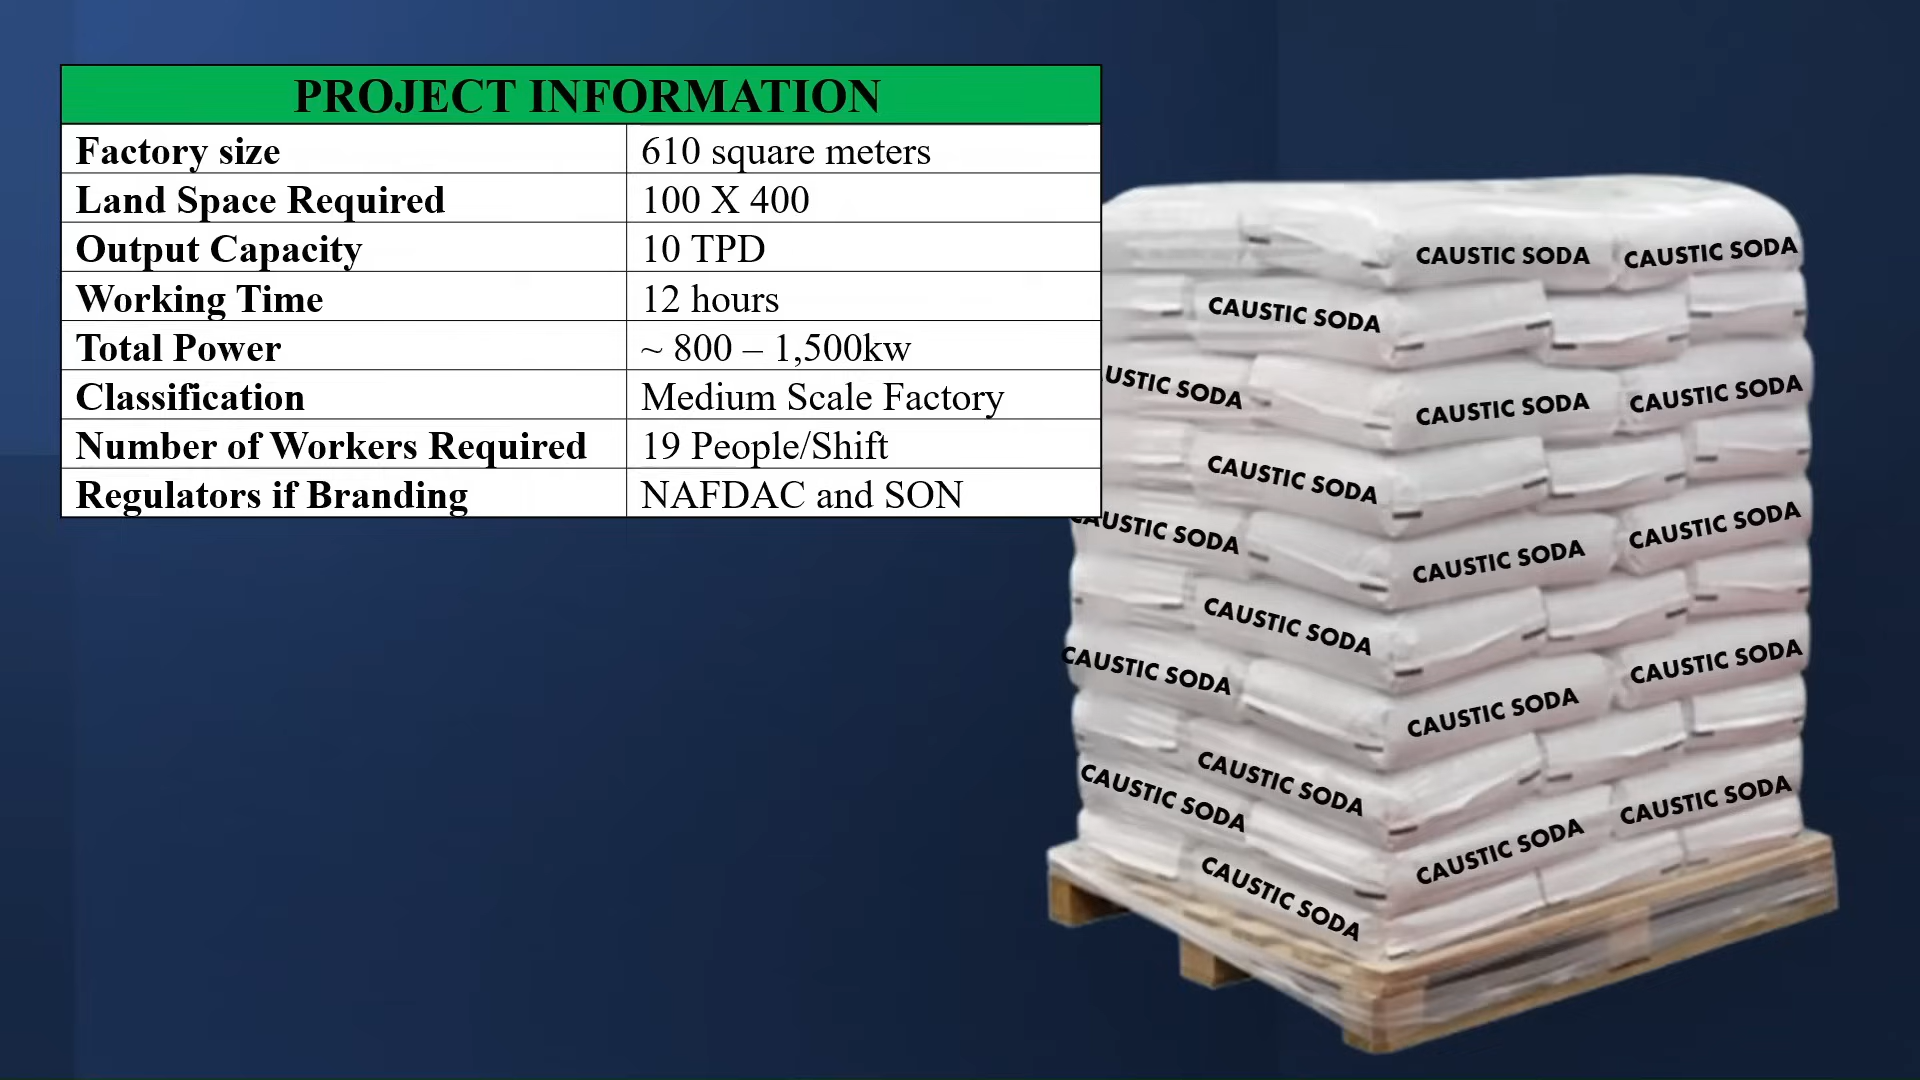 PROJECT INFORMATION
Factory size 610 square meters
Land Space Required 100 X 400
Output Capacity 10 TPD
Working Time 12 hours
Total Power ~ 800 – 1,500kw
Classification Medium Scale Factory
Number of Workers Required 19 People/Shift
Regulators if Branding NAFDAC and SON
CAUSTIC SODA CAUSTIC SODA
CAUSTIC SODA
USTIC SODA CAUSTIC SODA CAUSTIC SODA
CAUSTIC SODA
CAUSTIC SODA CAUSTIC SODA CAUSTIC SODA
CAUSTIC SODA
CAUSTIC SODA CAUSTIC SODA CAUSTIC SODA
CAUSTIC SODA
CAUSTIC SODA CAUSTIC SODA CAUSTIC SODA
CAUSTIC SODA